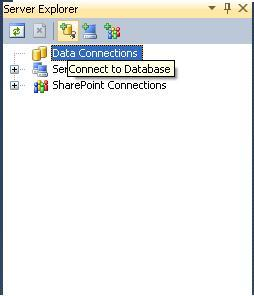 Server Explorer
Data Connections
Ser
Connect to Database
SharePoint Connections